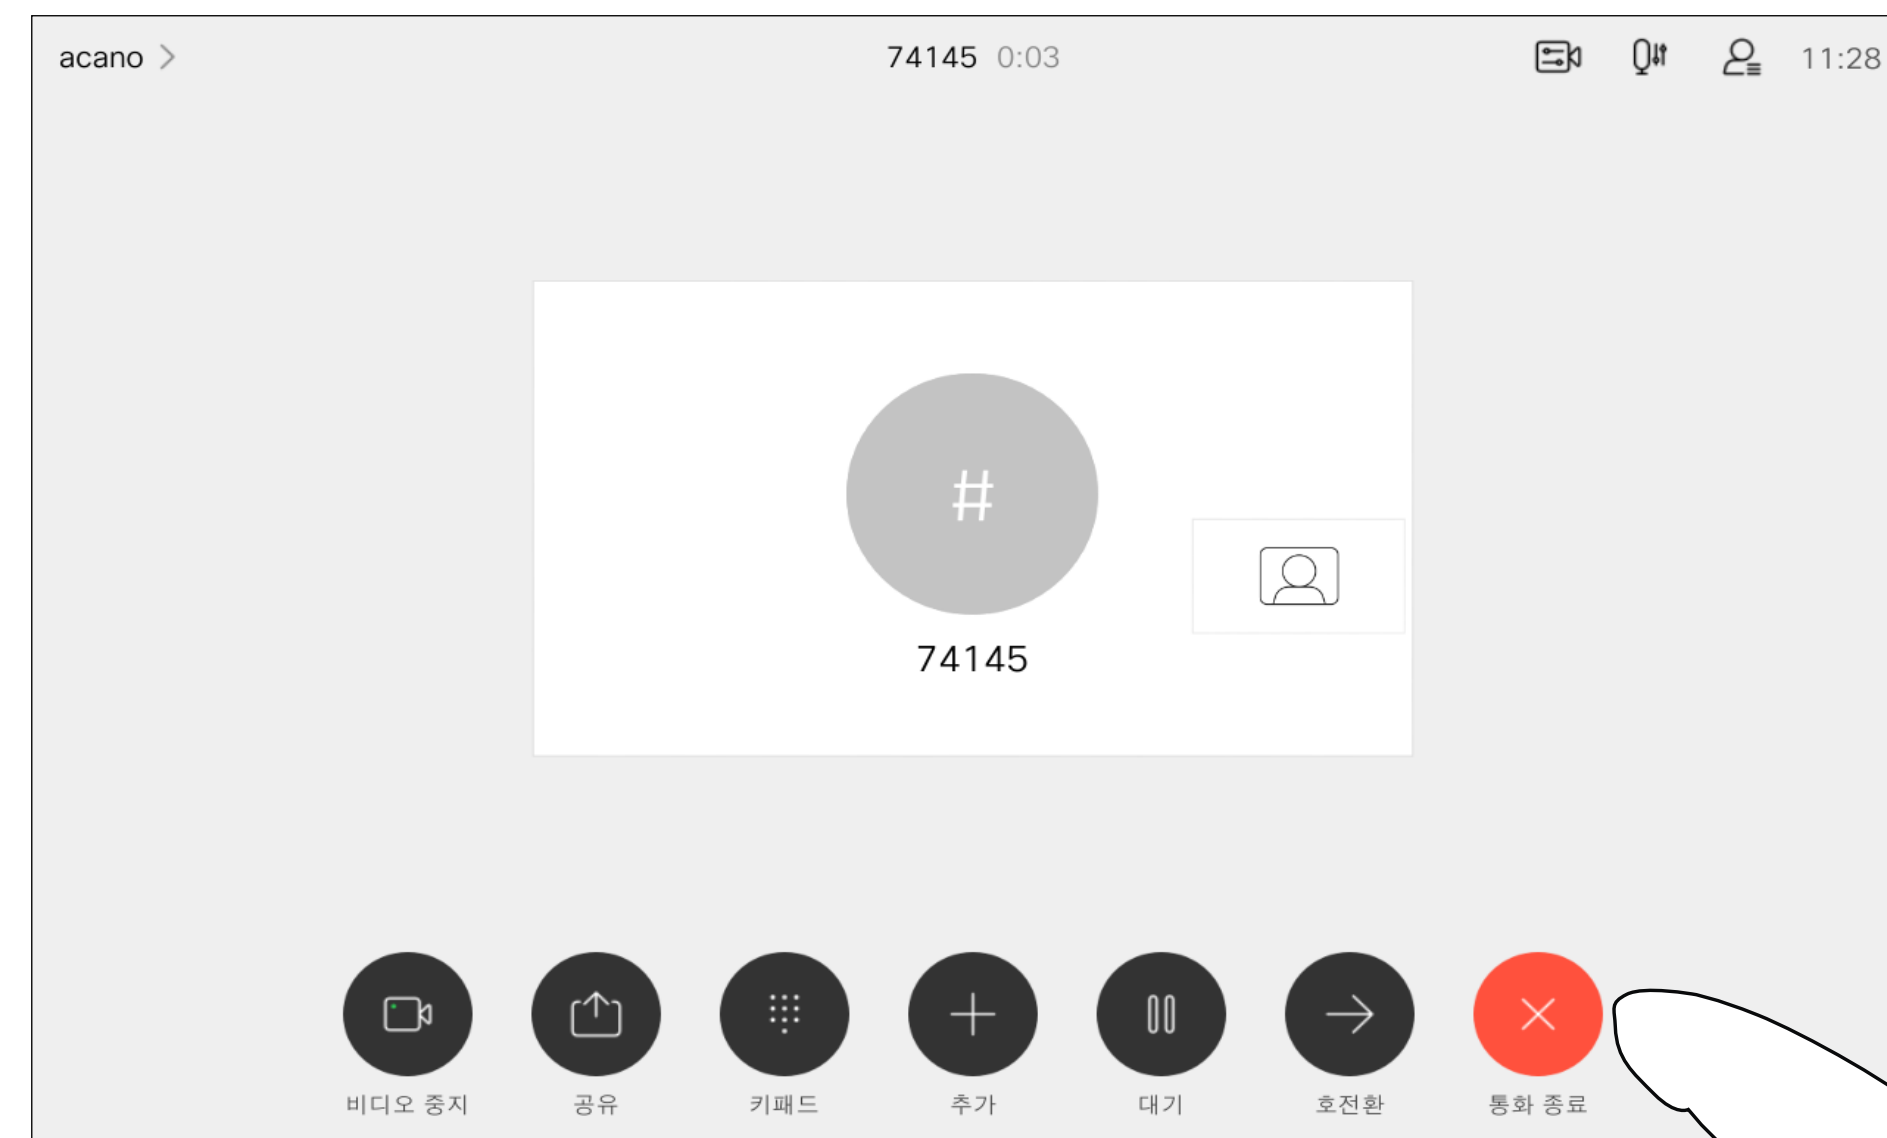 acano
74145 0:03
11:28
#
74145
비디오 중지
공유
키패드
추가
대기
호전환
통화 종료